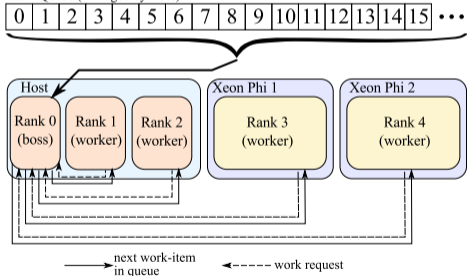 0 1 2 3 4 5 6 7 8 9 10 11 12 13 14 15 •••
Host Xeon Phi 1 Xeon Phi 2
Rank 0 Rank 1 Rank 2 Rank 3 Rank 4
(boss) (worker) (worker) (worker) (worker)
next work-item work request
in queue